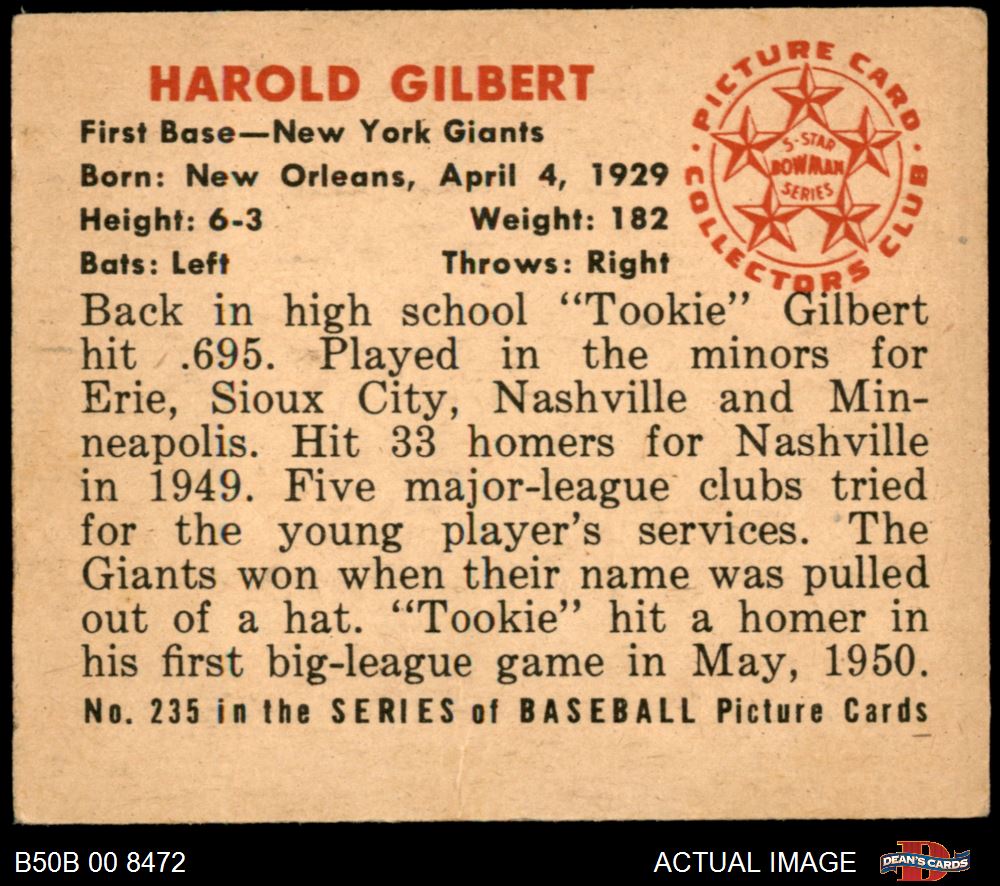 HAROLD GILBERT
First Base—New York Giants
Born: New Orleans, April 4, 1929
Height: 6-3 Weight: 182
Bats: Left Throws: Right
PICTURE CARD
5-STAR
BOWMAN
SERIES
COLLECTORS CLUB
Back in high school "Tookie" Gilbert
hit .695. Played in the minors for
Erie, Sioux City, Nashville and Min-
neapolis. Hit 33 homers for Nashville
in 1949. Five major-league clubs tried
for the young player's services. The
Giants won when their name was pulled
out of a hat. "Tookie" hit a homer in
his first big-league game in May, 1950.
No. 235 in the SERIES of BASEBALL Picture Cards
B50B 00 8472
ACTUAL IMAGE
DEAN'S CARDS